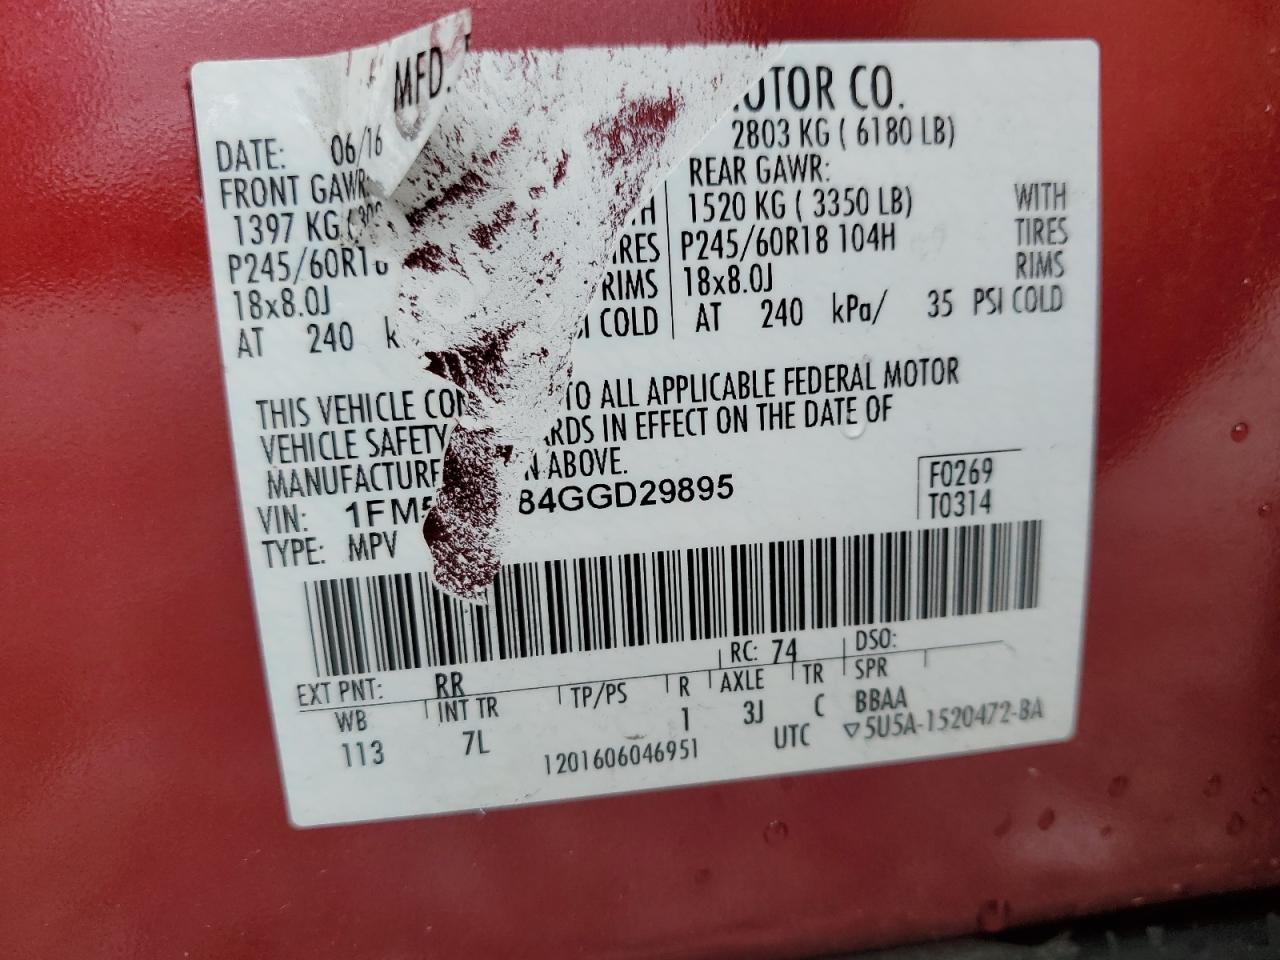 MFD.
MOTOR CO.
DATE: 06/16
2803 KG ( 6180 LB)
FRONT GAWR:
REAR GAWR:
1397 KG
1520 KG ( 3350 LB) WITH
P245/60R18
TIRES
P245/60R18 104H TIRES
18x8.0J
RIMS
18x8.0J RIMS
AT 240
COLD
AT 240 kPa/ 35 PSI COLD
THIS VEHICLE TO ALL APPLICABLE FEDERAL MOTOR
VEHICLE SAFETY IN EFFECT ON THE DATE OF
ABOVE.
VIN: 1FM5 84GGD29895
F0269
T0314
TYPE: MPV
EXT PNT: RR
RC: 74
DSO:
WB
INT TR
TP/PS
R
AXLE
TR
SPR
113
7L
1
3J
C
BBAA
1201606046951
UTC
▽5U5A-1520472-BA